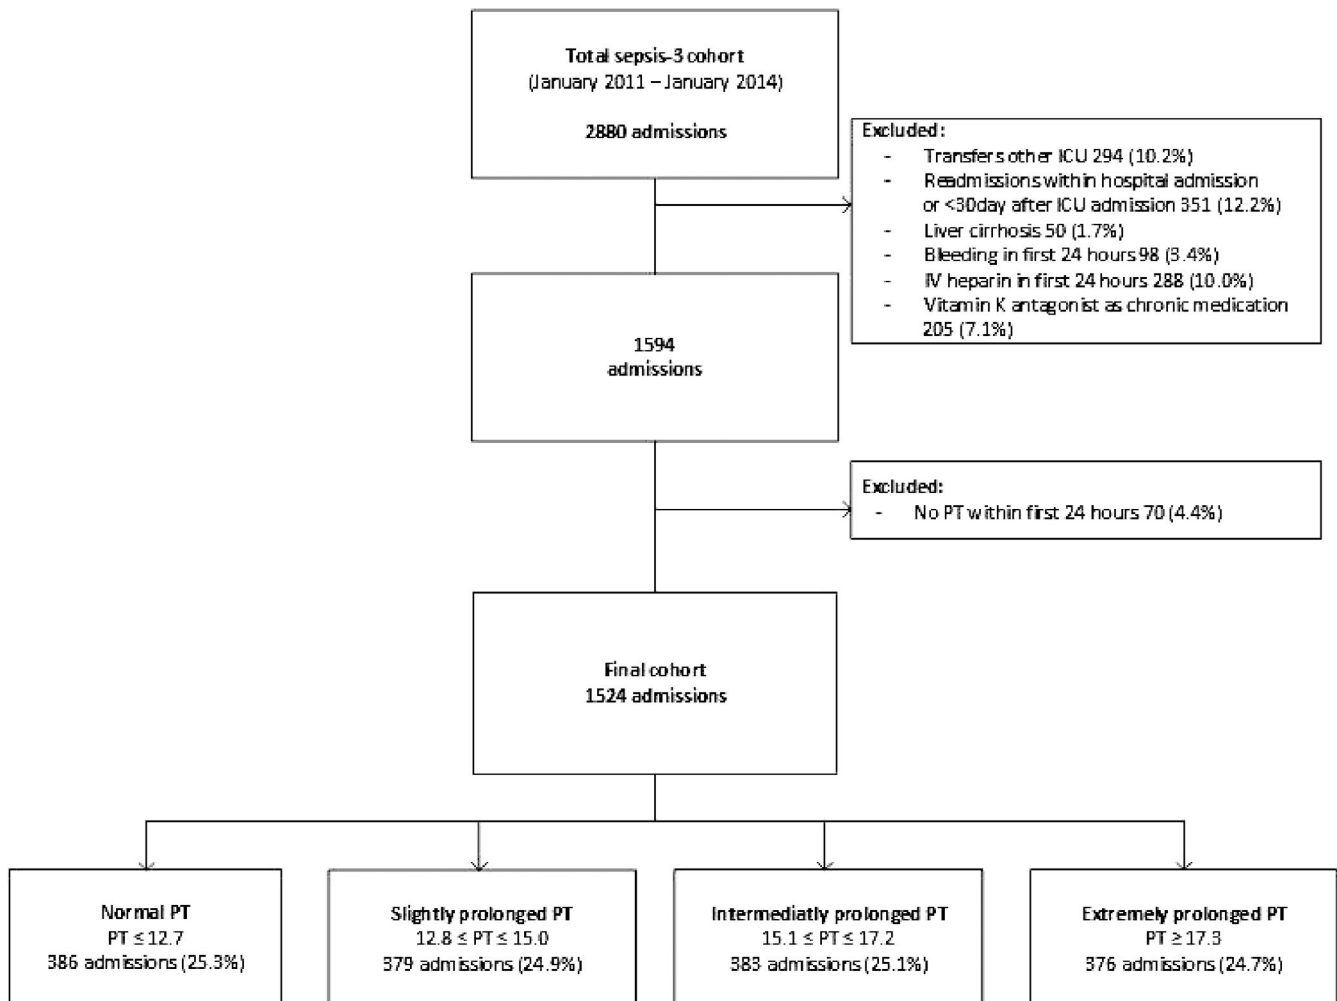 Total sepsis-3 cohort
(January 2011 – January 2014)
2880 admissions
Excluded:
- Transfers other ICU 294 (10.2%)
- Readmissions within hospital admission
or <30day after ICU admission 351 (12.2%)
- Liver cirrhosis 50 (1.7%)
- Bleeding in first 24 hours 98 (3.4%)
- IV heparin in first 24 hours 288 (10.0%)
- Vitamin K antagonist as chronic medication
205 (7.1%)
1594
admissions
Excluded:
- No PT within first 24 hours 70 (4.4%)
Final cohort
1524 admissions
Normal PT
PT ≤ 12.7
386 admissions (25.3%)
Slightly prolonged PT
12.8 ≤ PT ≤ 15.0
379 admissions (24.9%)
Intermediatly prolonged PT
15.1 ≤ PT ≤ 17.2
383 admissions (25.1%)
Extremely prolonged PT
PT ≥ 17.3
376 admissions (24.7%)